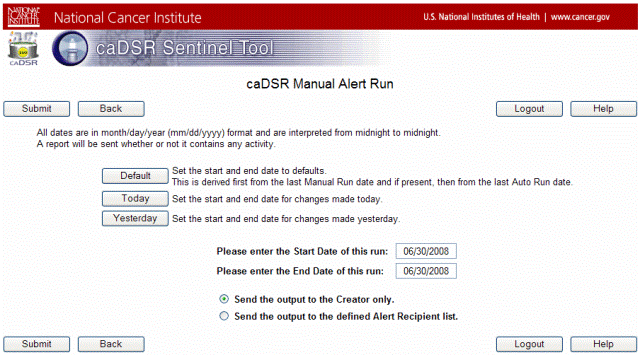 NATIONAL CANCER INSTITUTE
National Cancer Institute
U.S. National Institutes of Health | www.cancer.gov
caDSR
caDSR Sentinel Tool
caDSR Manual Alert Run
Submit Back Logout Help
All dates are in month/day/year (mm/dd/yyyy) format and are interpreted from midnight to midnight.
A report will be sent whether or not it contains any activity.
Default Set the start and end date to defaults.
This is derived first from the last Manual Run date and if present, then from the last Auto Run date.
Today Set the start and end date for changes made today.
Yesterday Set the start and end date for changes made yesterday.
Please enter the Start Date of this run: 06/30/2008
Please enter the End Date of this run: 06/30/2008
Send the output to the Creator only.
Send the output to the defined Alert Recipient list.
Submit Back Logout Help